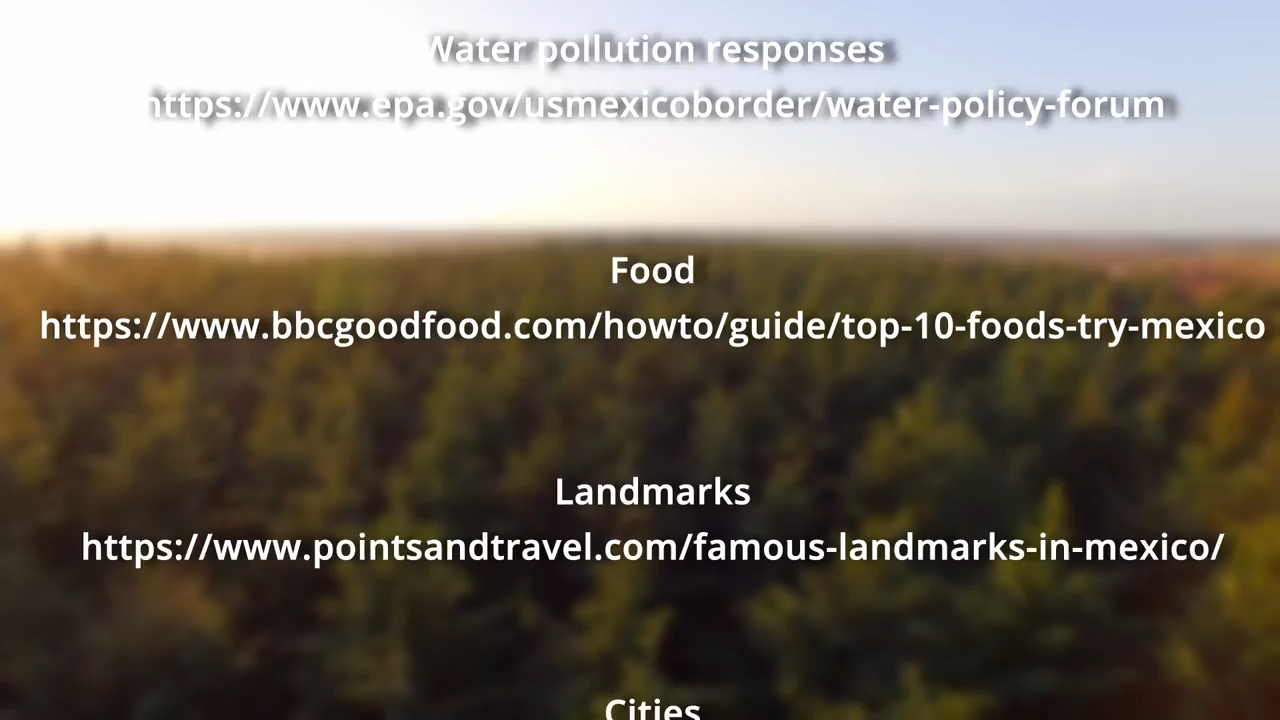 Water pollution responses
https://www.epa.gov/usmexicoborder/water-policy-forum
Food
https://www.bbcgoodfood.com/howto/guide/top-10-foods-try-mexico
Landmarks
https://www.pointsandtravel.com/famous-landmarks-in-mexico/
Cities